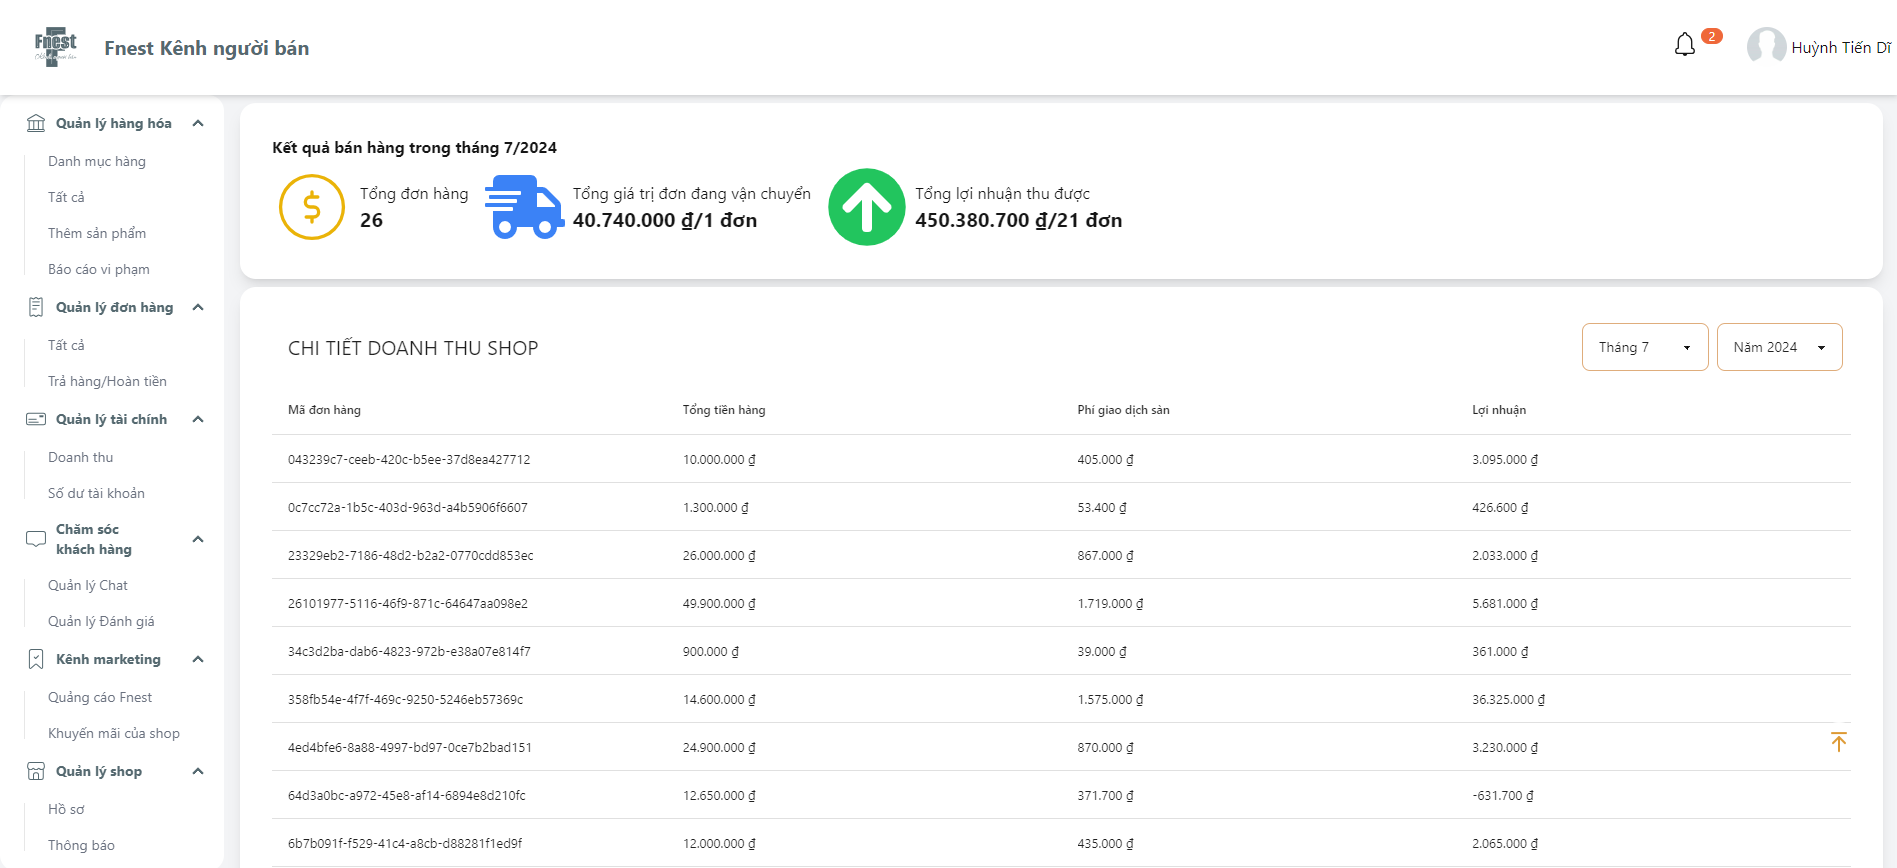 Fnest
Fnest Kênh người bán
2
Huỳnh Tiến Dĩ
Quản lý hàng hóa
Danh mục hàng
Tất cả
Thêm sản phẩm
Báo cáo vi phạm
Quản lý đơn hàng
Tất cả
Trả hàng/Hoàn tiền
Quản lý tài chính
Doanh thu
Số dư tài khoản
Chăm sóc
khách hàng
Quản lý Chat
Quản lý Đánh giá
Kênh marketing
Quảng cáo Fnest
Khuyến mãi của shop
Quản lý shop
Hồ sơ
Thông báo
Kết quả bán hàng trong tháng 7/2024
Tổng đơn hàng
26
Tổng giá trị đơn đang vận chuyển
40.740.000 ₫/1 đơn
Tổng lợi nhuận thu được
450.380.700 ₫/21 đơn
CHI TIẾT DOANH THU SHOP
Tháng 7
Năm 2024
Mã đơn hàng Tổng tiền hàng Phí giao dịch sàn Lợi nhuận
043239c7-ceeb-420c-b5ee-37d8ea427712 10.000.000 ₫ 405.000 ₫ 3.095.000 ₫
0c7cc72a-1b5c-403d-963d-a4b5906f6607 1.300.000 ₫ 53.400 ₫ 426.600 ₫
23329eb2-7186-48d2-b2a2-0770cdd853ec 26.000.000 ₫ 867.000 ₫ 2.033.000 ₫
26101977-5116-46f9-871c-64647aa098e2 49.900.000 ₫ 1.719.000 ₫ 5.681.000 ₫
34c3d2ba-dab6-4823-972b-e38a07e814f7 900.000 ₫ 39.000 ₫ 361.000 ₫
358fb54e-4f7f-469c-9250-5246eb57369c 14.600.000 ₫ 1.575.000 ₫ 36.325.000 ₫
4ed4bfe6-8a88-4997-bd97-0ce7b2bad151 24.900.000 ₫ 870.000 ₫ 3.230.000 ₫
64d3a0bc-a972-45e8-af14-6894e8d210fc 12.650.000 ₫ 371.700 ₫ -631.700 ₫
6b7b091f-f529-41c4-a8cb-d88281f1ed9f 12.000.000 ₫ 435.000 ₫ 2.065.000 ₫